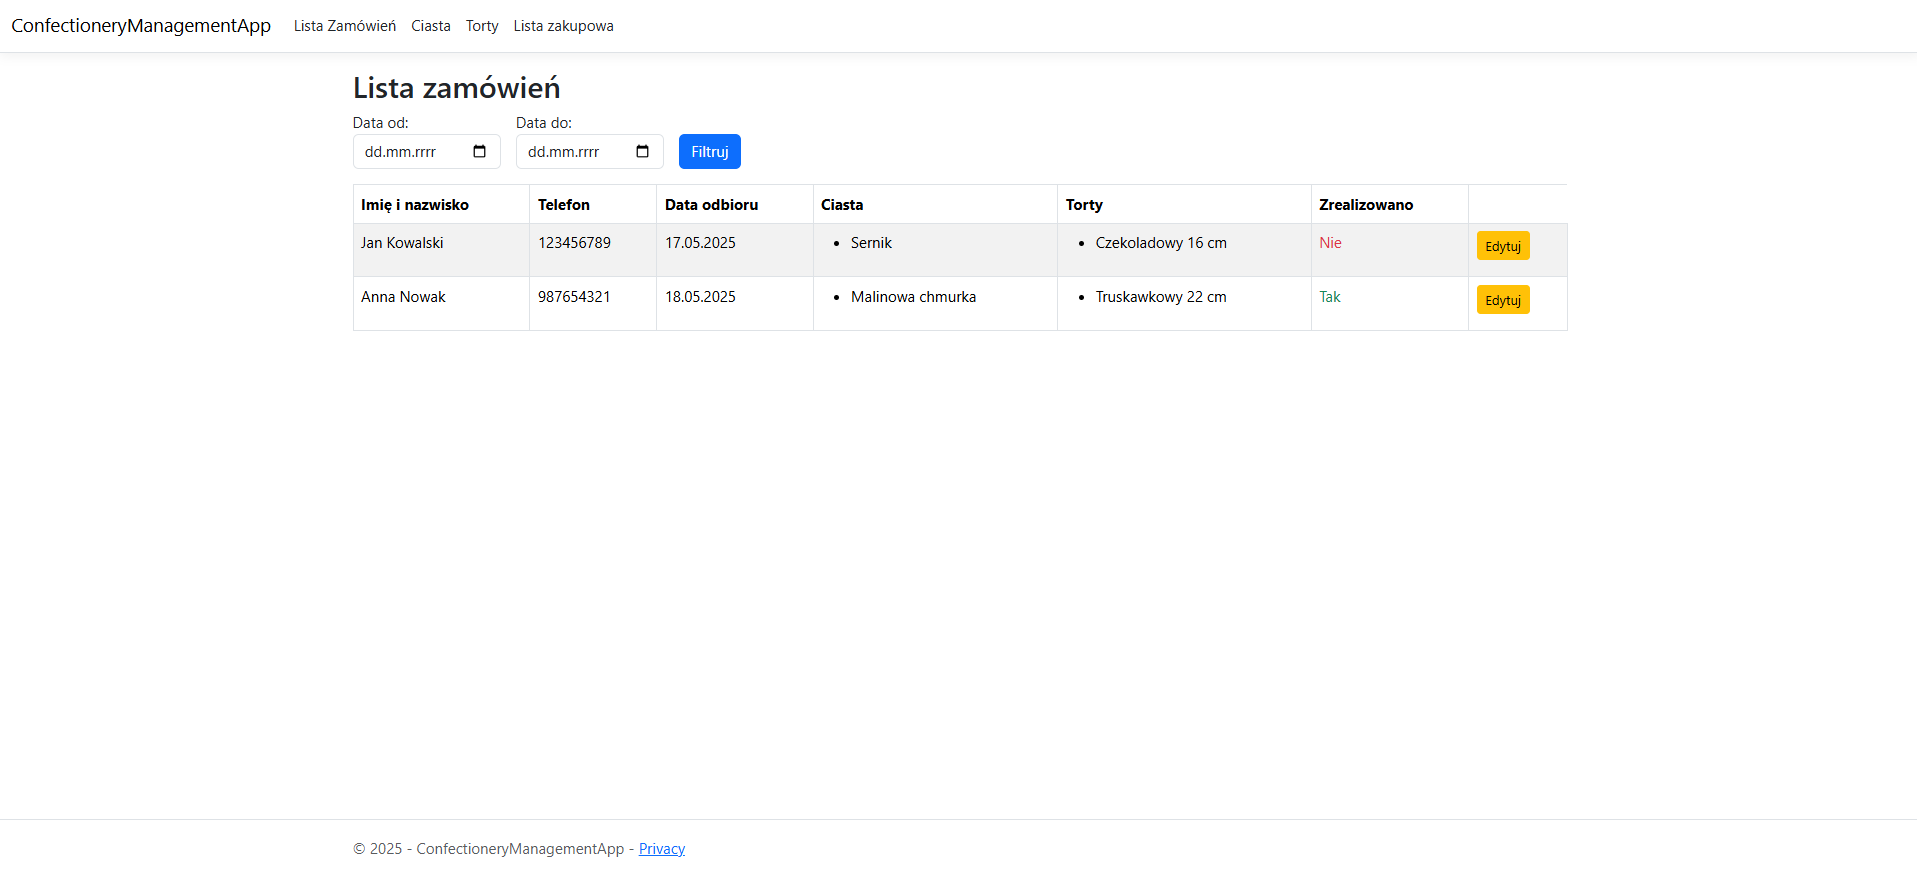 ConfectioneryManagementApp Lista Zamówień Ciasta Torty Lista zakupowa
Lista zamówień
Data od: Data do:
dd.mm.rrrr dd.mm.rrrr Filtruj
Imię i nazwisko Telefon Data odbioru Ciasta Torty Zrealizowano
Jan Kowalski 123456789 17.05.2025 • Sernik • Czekoladowy 16 cm Nie Edytuj
Anna Nowak 987654321 18.05.2025 • Malinowa chmurka • Truskawkowy 22 cm Tak Edytuj
© 2025 - ConfectioneryManagementApp - Privacy